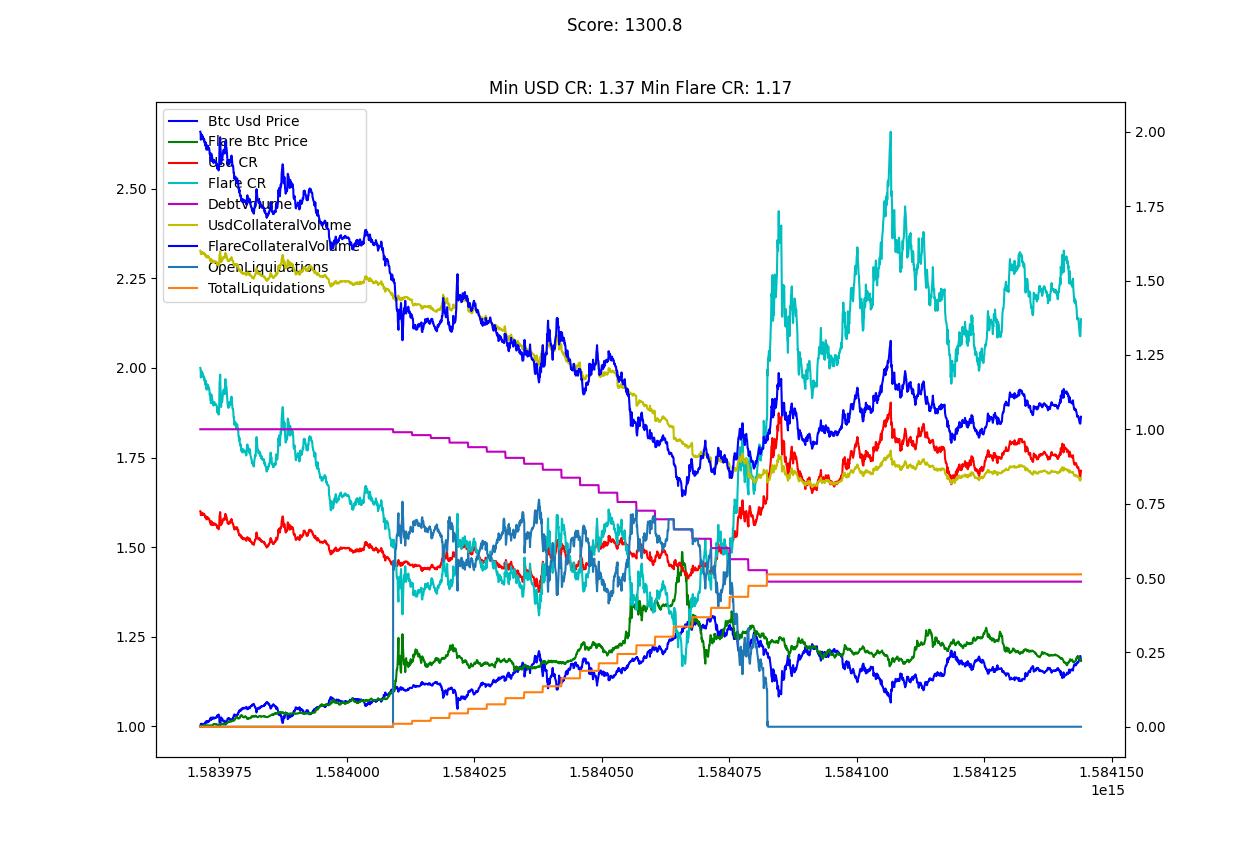 Score: 1300.8
Min USD CR: 1.37 Min Flare CR: 1.17
Btc Usd Price
Flare Btc Price
Usd CR
Flare CR
DebtVolume
UsdCollateralVolume
FlareCollateralVolume
OpenLiquidations
TotalLiquidations
2.50
2.25
2.00
1.75
1.50
1.25
1.00
2.00
1.75
1.50
1.25
1.00
0.75
0.50
0.25
0.00
1.583975 1.584000 1.584025 1.584050 1.584075 1.584100 1.584125 1.584150
1e15